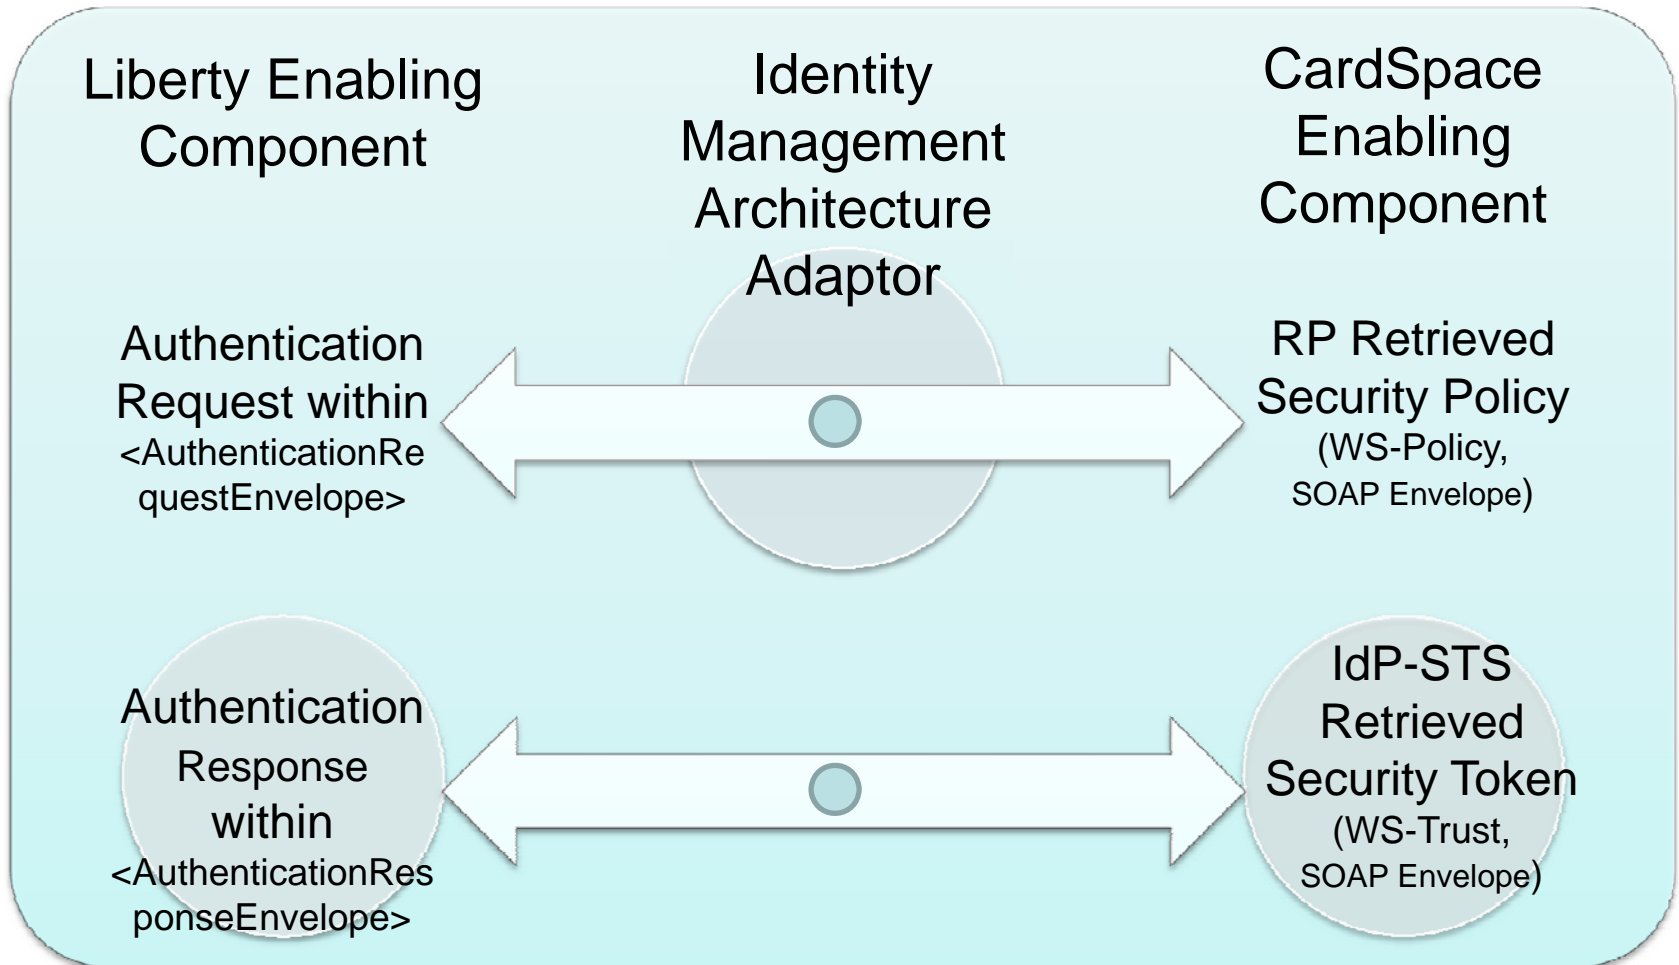 Liberty Enabling
Component
Identity
Management
Architecture
Adaptor
CardSpace
Enabling
Component
Authentication
Request within
<AuthenticationRe
questEnvelope>
RP Retrieved
Security Policy
(WS-Policy,
SOAP Envelope)
Authentication
Response
within
<AuthenticationRes
ponseEnvelope>
IdP-STS
Retrieved
Security Token
(WS-Trust,
SOAP Envelope)